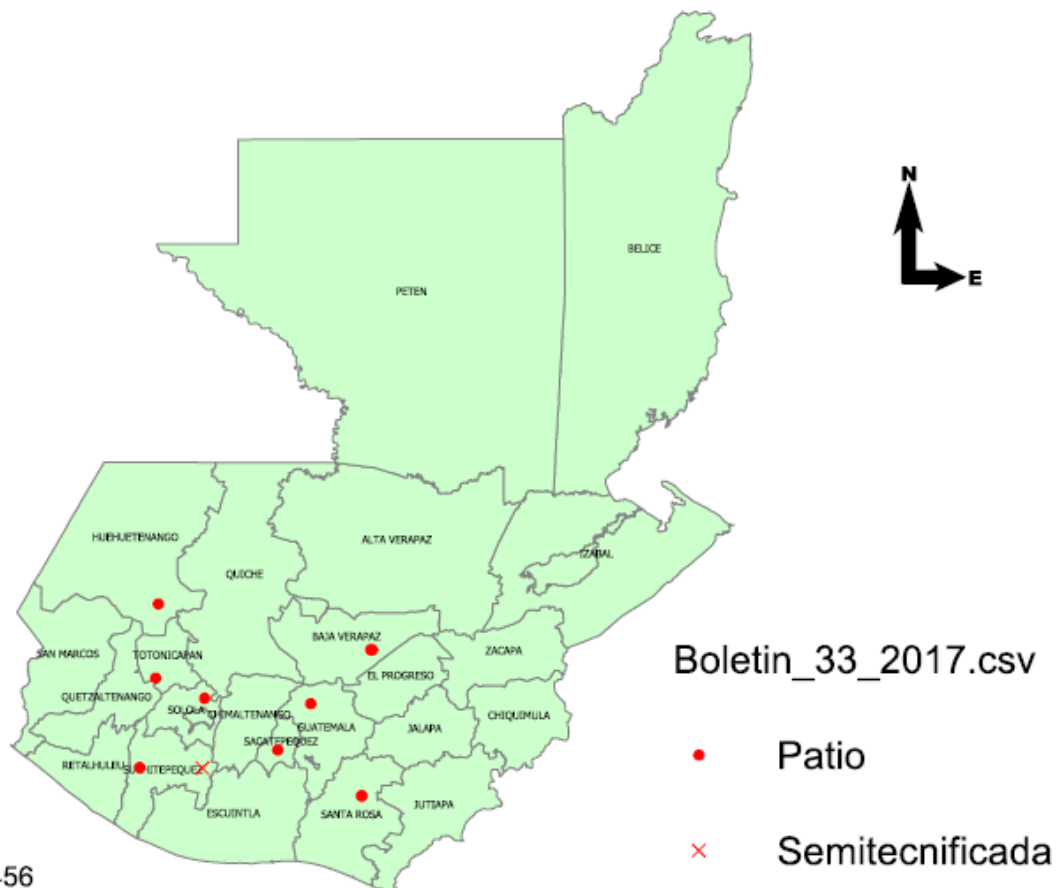 N
E
BELICE
PETEN
HUEHUETENANGO
ALTA VERAPAZ
IZABAL
QUICHE
BAJA VERAPAZ
ZACAPA
SAN MARCOS
TOTONICAPAN
EL PROGRESO
Boletin_33_2017.csv
QUETZALTENANGO
SOLOLA
CHIMALTENANGO
GUATEMALA
CHIQUIMULA
JALAPA
SACATEPEQUEZ
Patio
RETALHULEU
SUCHITEPEQUEZ
ESCUINTLA
SANTA ROSA
JUTIAPA
Semitecnificada
56